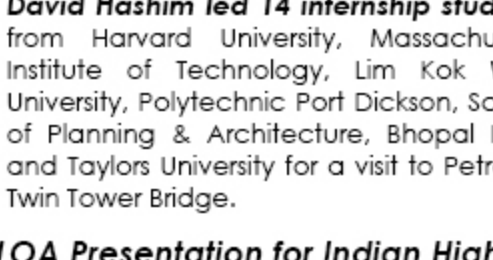 David Hashim led 14 internship stud
from Harvard University, Massachu
Institute of Technology, Lim Kok
University, Polytechnic Port Dickson, Sc
of Planning & Architecture, Bhopal
and Taylors University for a visit to Petr
Twin Tower Bridge.
LOA Presentation for Indian High